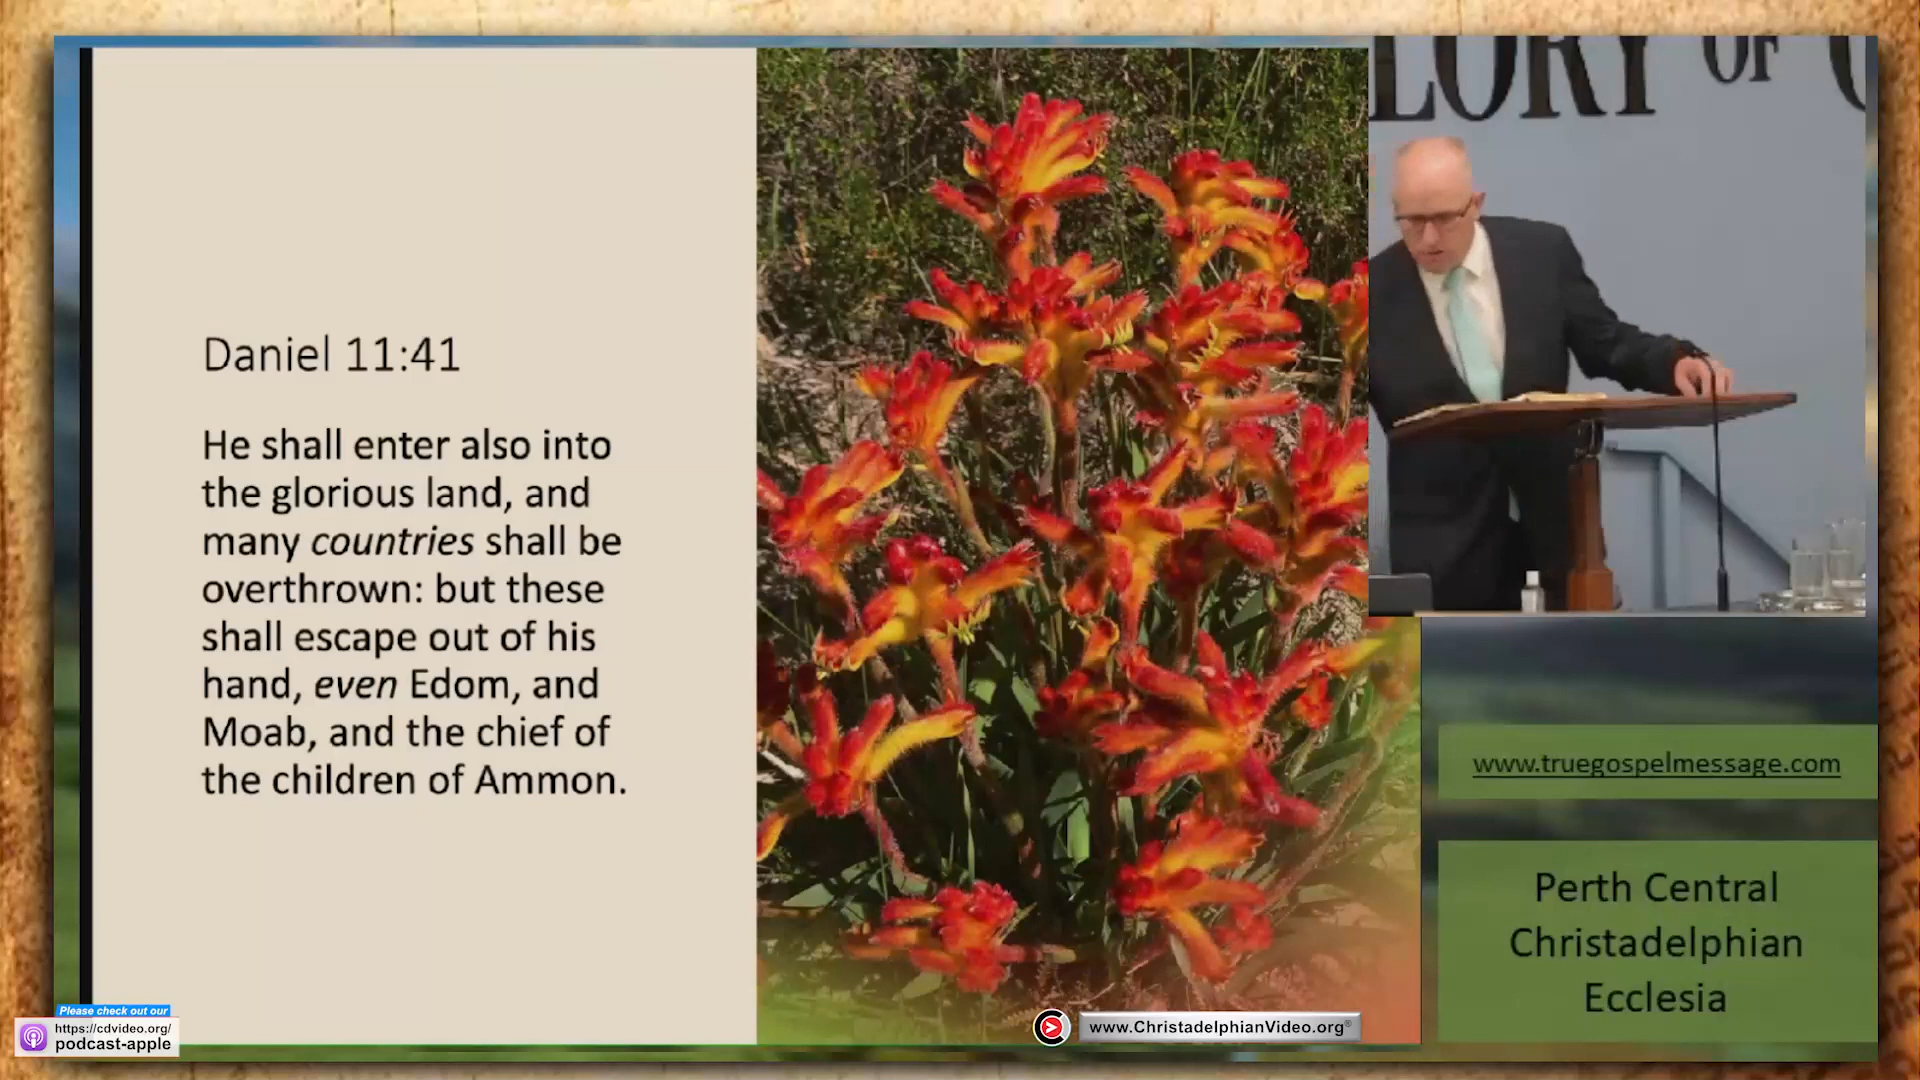 Daniel 11:41
He shall enter also into
the glorious land, and
many countries shall be
overthrown: but these
shall escape out of his
hand, even Edom, and
Moab, and the chief of
the children of Ammon.
LORY OF
www.truegospelmessage.com
Perth Central
Christadelphian
Ecclesia
Please check out our
https://cdvideo.org/
podcast-apple
www.ChristadelphianVideo.org®